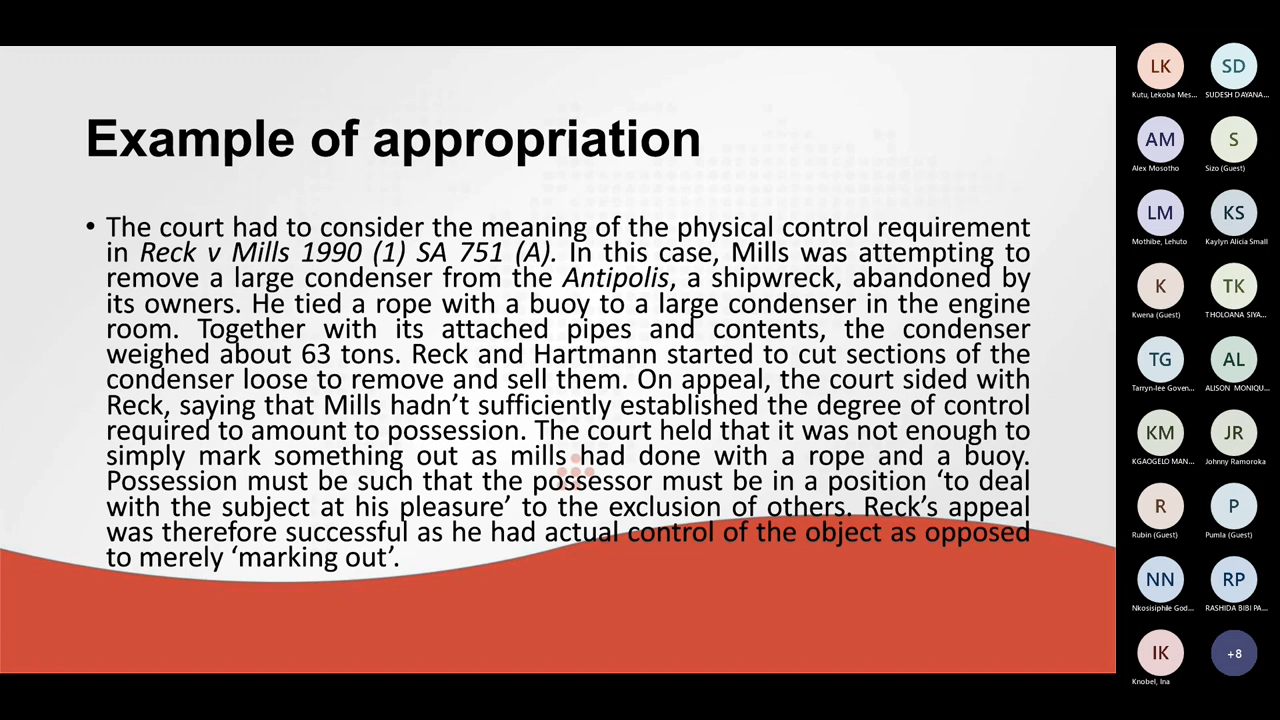 Example of appropriation
• The court had to consider the meaning of the physical control requirement
in Reck v Mills 1990 (1) SA 751 (A). In this case, Mills was attempting to
remove a large condenser from the Antipolis, a shipwreck, abandoned by
its owners. He tied a rope with a buoy to a large condenser in the engine
room. Together with its attached pipes and contents, the condenser
weighed about 63 tons. Reck and Hartmann started to cut sections of the
condenser loose to remove and sell them. On appeal, the court sided with
Reck, saying that Mills hadn’t sufficiently established the degree of control
required to amount to possession. The court held that it was not enough to
simply mark something out as mills had done with a rope and a buoy.
Possession must be such that the possessor must be in a position ‘to deal
with the subject at his pleasure’ to the exclusion of others. Reck’s appeal
was therefore successful as he had actual control of the object as opposed
to merely ‘marking out’.
LK SD
Kutu, Lekoba Mes... SUDESH DAYANA...
AM S
Alex Mosotho Sizo (Guest)
LM KS
Mothibe, Lehuto Kaylyn Alicia Small
K TK
Kwena (Guest) THOLOANA SIYA...
TG AL
Tarryn-lee Goven... ALISON MONIQU...
KM JR
KGAOGELO MAN... Johnny Ramoroka
R P
Rubin (Guest) Pumla (Guest)
NN RP
Nkosisiphile God... RASHIDA BIBI PA...
IK +8
Knobel, Ina